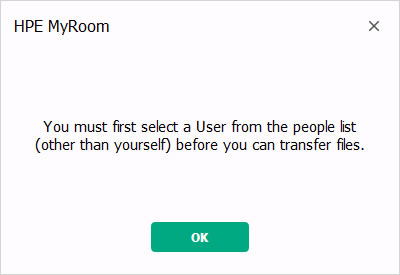 HPE MyRoom
You must first select a User from the people list
(other than yourself) before you can transfer files.
OK